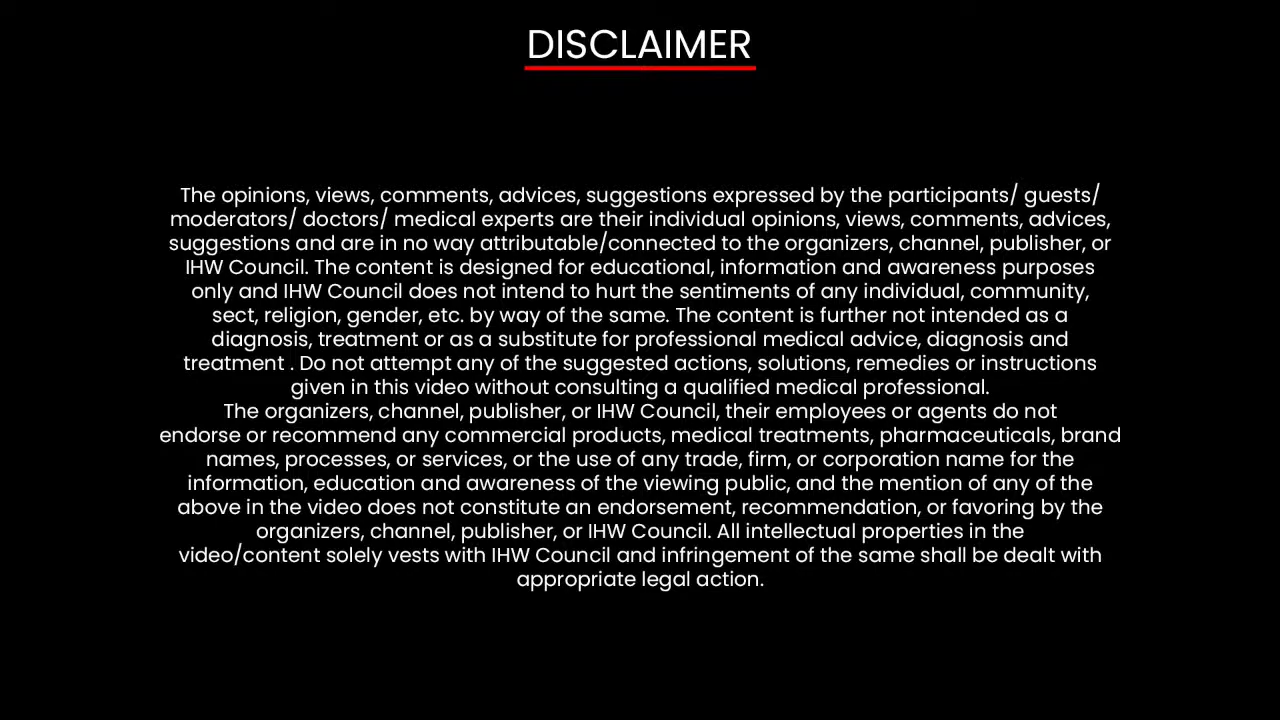 DISCLAIMER
The opinions, views, comments, advices, suggestions expressed by the participants/ guests/
moderators/ doctors/ medical experts are their individual opinions, views, comments, advices,
suggestions and are in no way attributable/connected to the organizers, channel, publisher, or
IHW Council. The content is designed for educational, information and awareness purposes
only and IHW Council does not intend to hurt the sentiments of any individual, community,
sect, religion, gender, etc. by way of the same. The content is further not intended as a
diagnosis, treatment or as a substitute for professional medical advice, diagnosis and
treatment . Do not attempt any of the suggested actions, solutions, remedies or instructions
given in this video without consulting a qualified medical professional.
The organizers, channel, publisher, or IHW Council, their employees or agents do not
endorse or recommend any commercial products, medical treatments, pharmaceuticals, brand
names, processes, or services, or the use of any trade, firm, or corporation name for the
information, education and awareness of the viewing public, and the mention of any of the
above in the video does not constitute an endorsement, recommendation, or favoring by the
organizers, channel, publisher, or IHW Council. All intellectual properties in the
video/content solely vests with IHW Council and infringement of the same shall be dealt with
appropriate legal action.